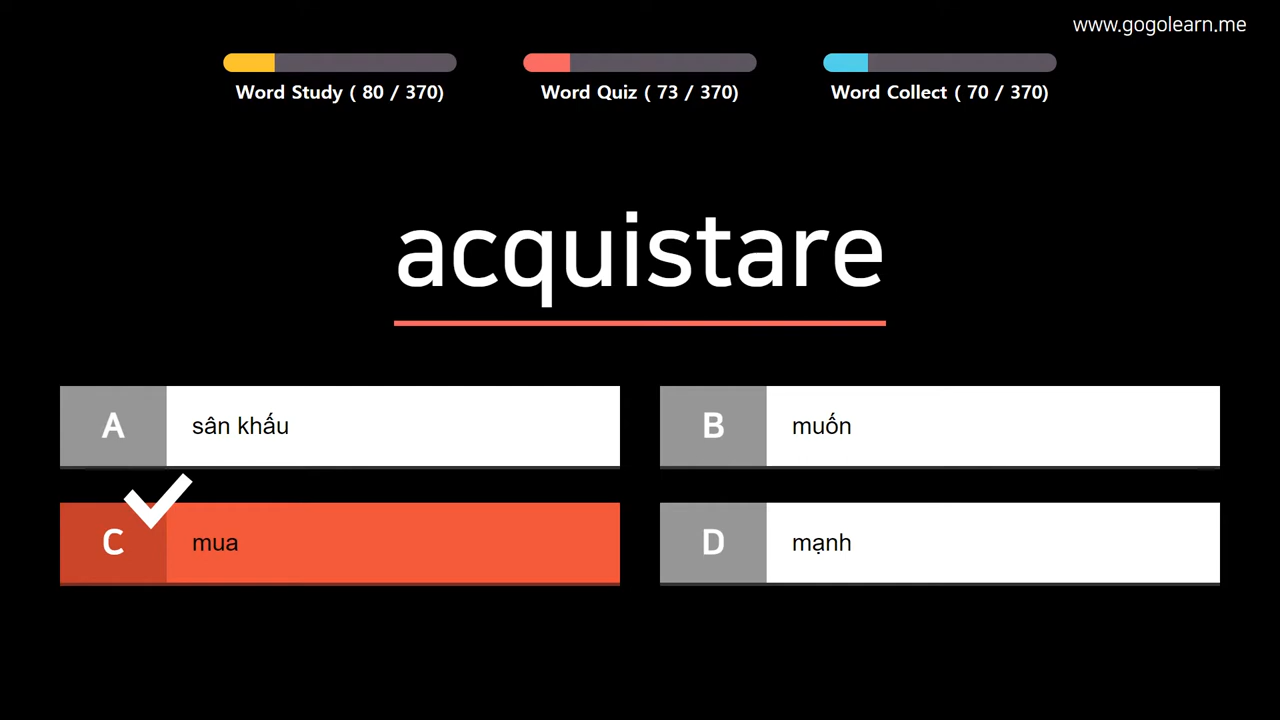 www.gogolearn.me
Word Study ( 80 / 370)
Word Quiz ( 73 / 370)
Word Collect ( 70 / 370)
acquistare
A sân khấu
B muốn
C mua
D mạnh